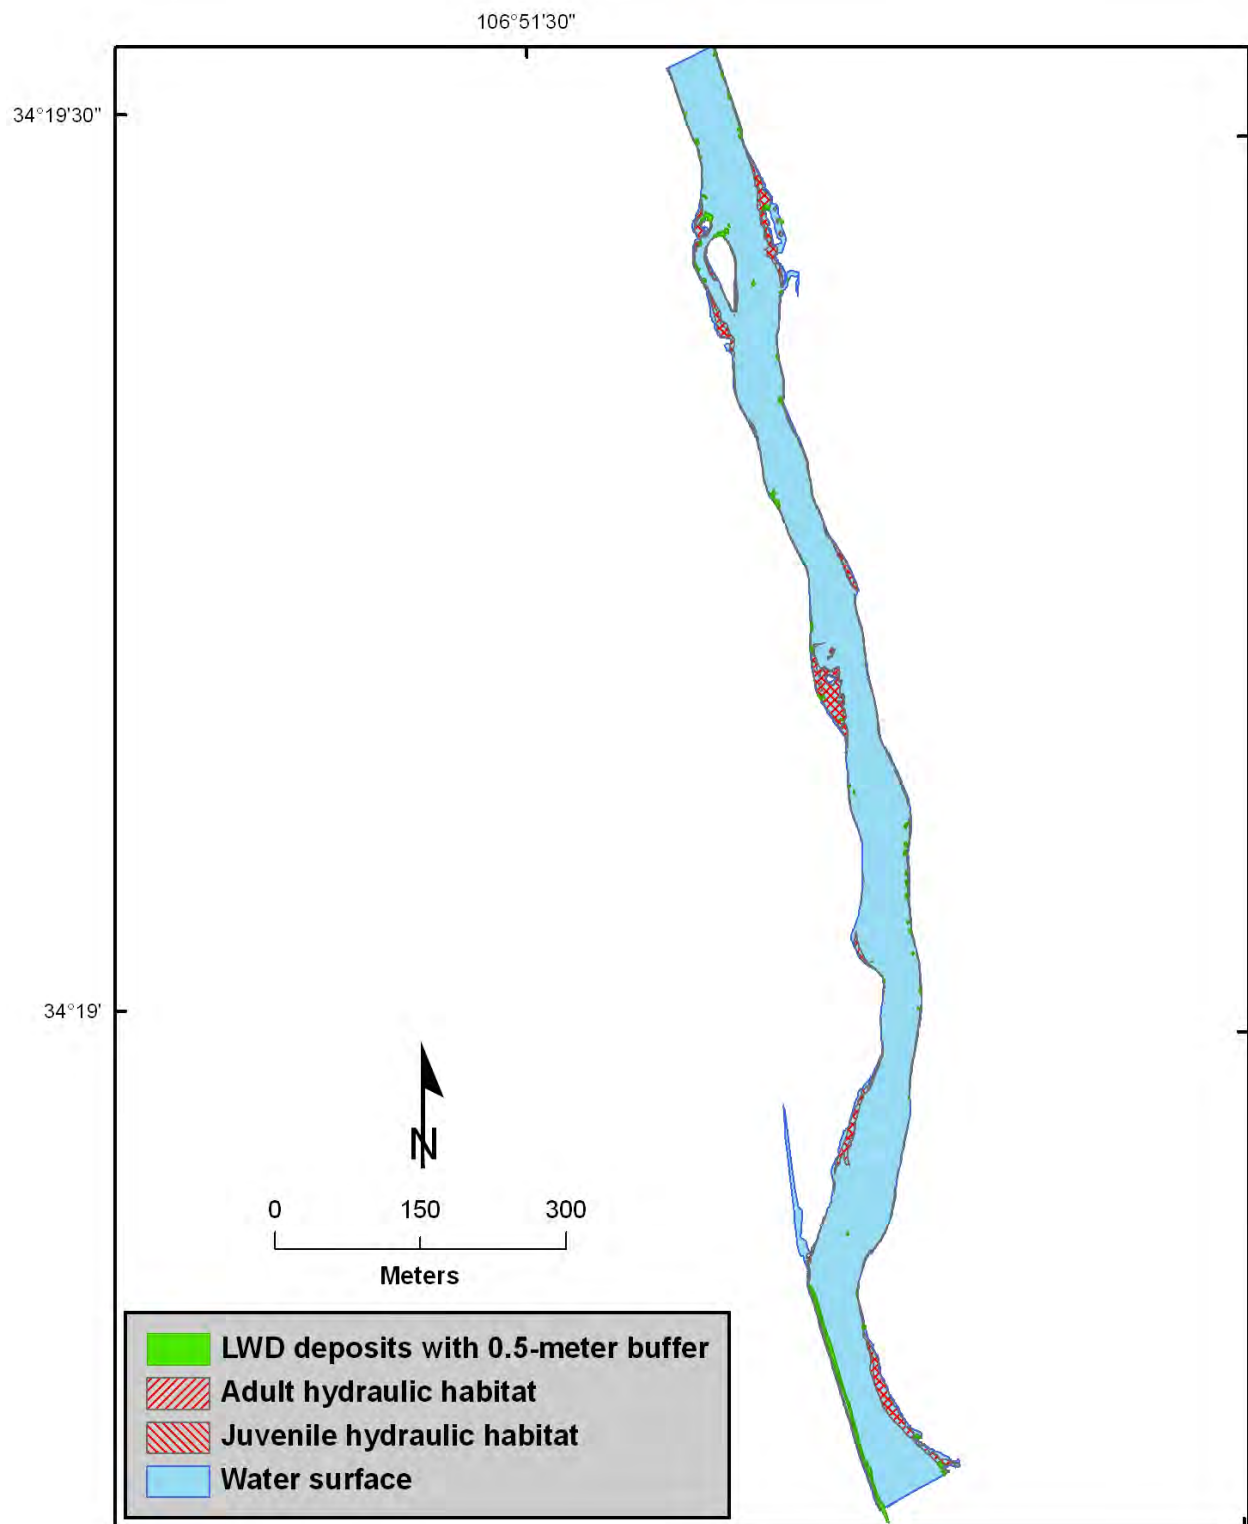 106°51'30"
34°19'30"
34°19'
N
0 150 300
Meters
LWD deposits with 0.5-meter buffer
Adult hydraulic habitat
Juvenile hydraulic habitat
Water surface